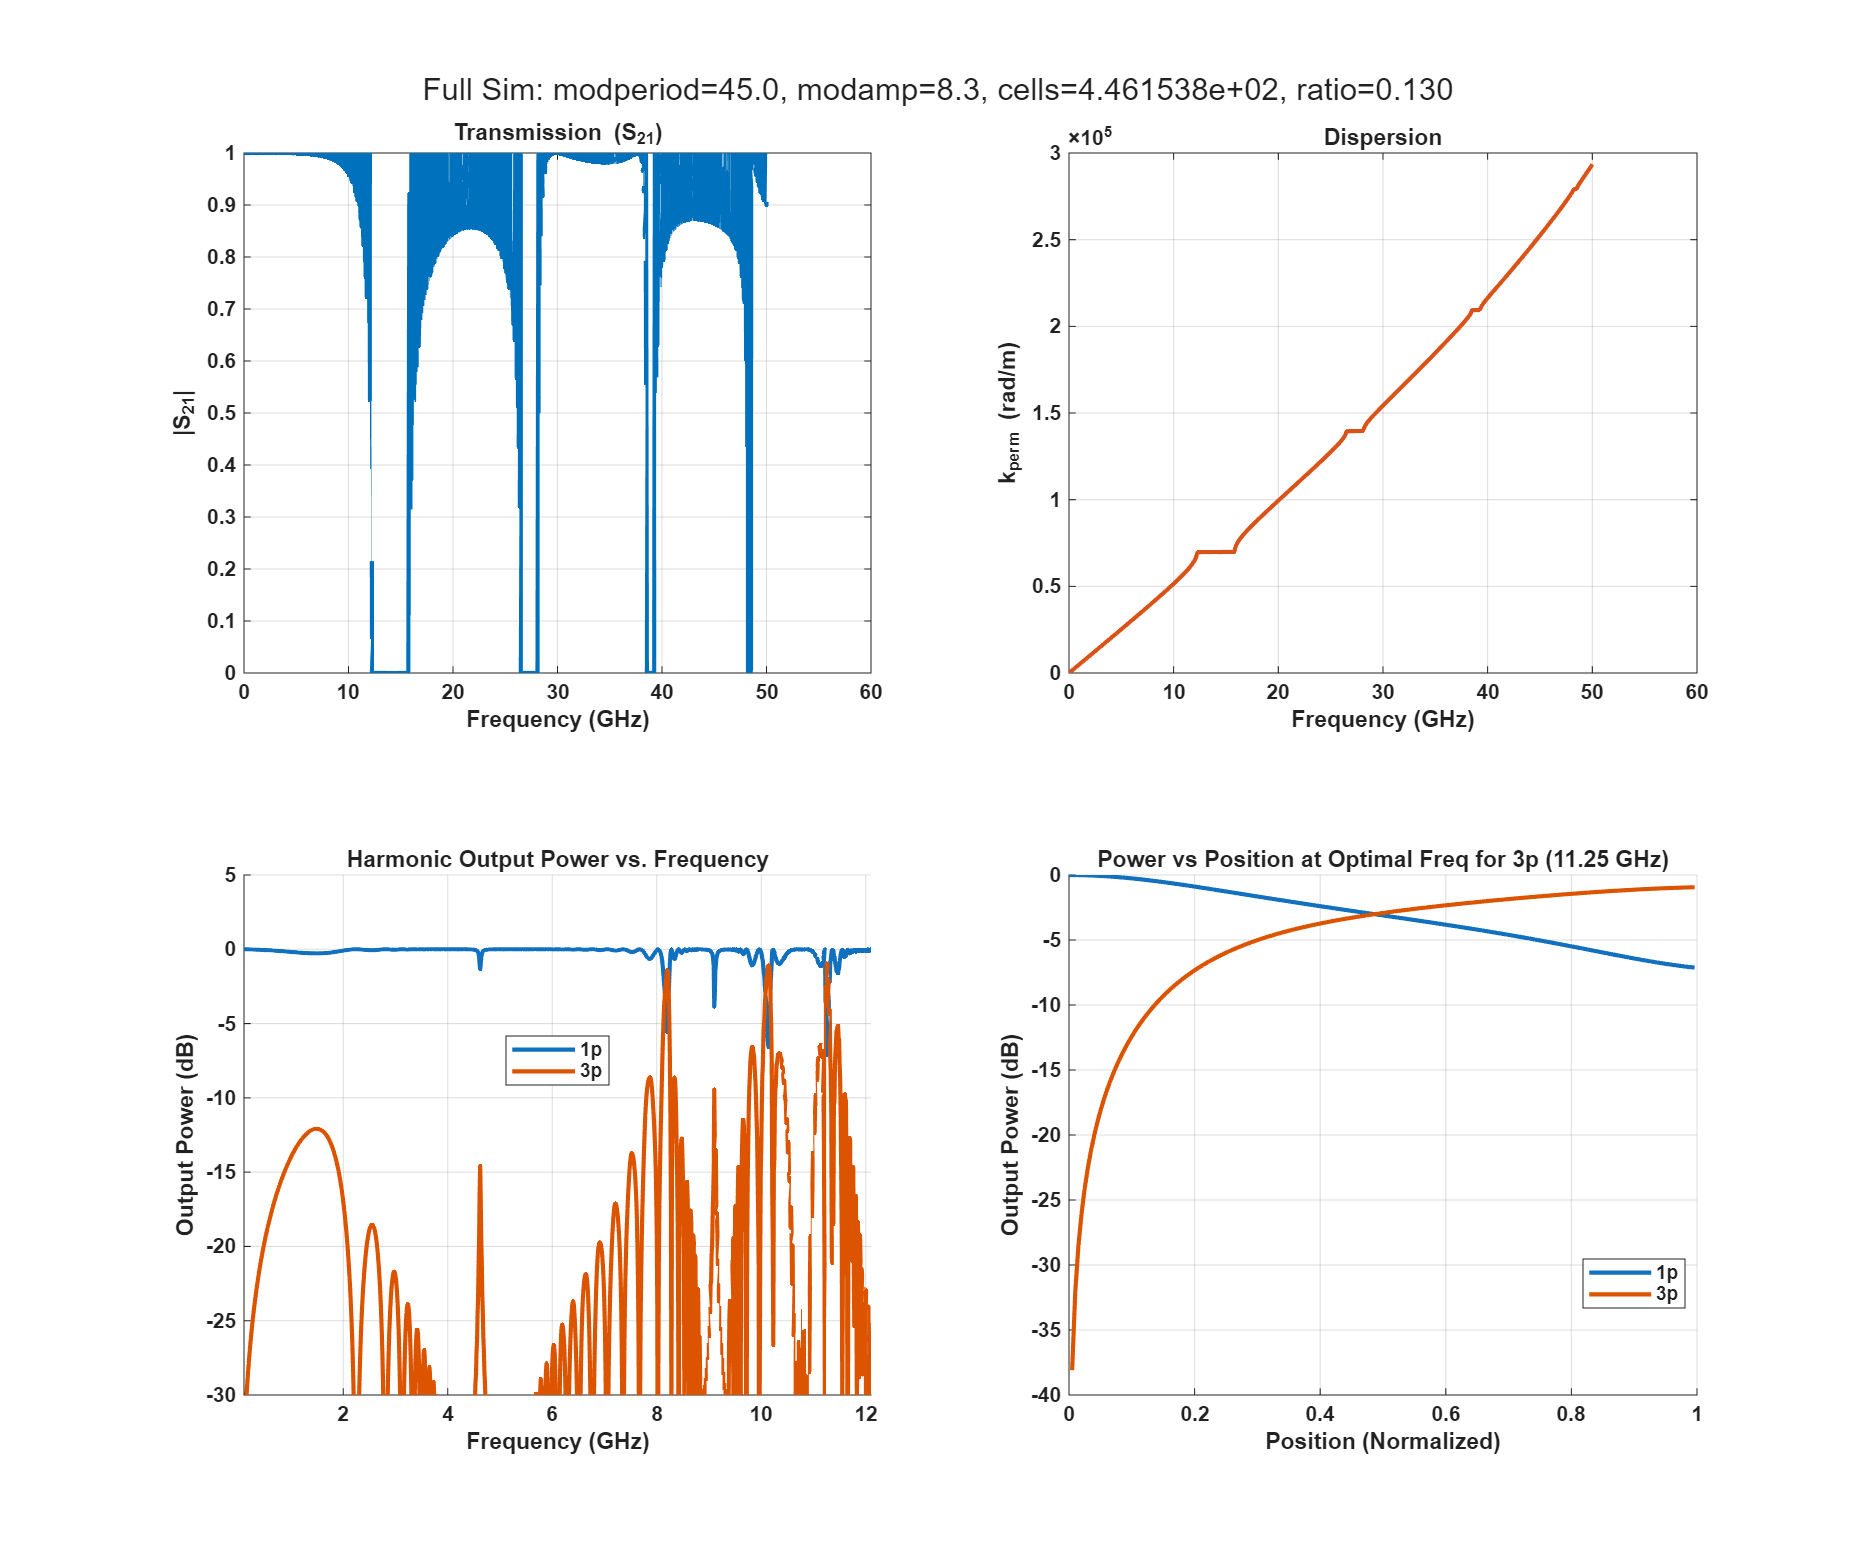 Full Sim: modperiod=45.0, modamp=8.3, cells=4.461538e+02, ratio=0.130
Transmission (S21)
|S21|
1
0.9
0.8
0.7
0.6
0.5
0.4
0.3
0.2
0.1
0
0 10 20 30 40 50 60
Frequency (GHz)
×10^5
Dispersion
k_perm (rad/m)
3
2.5
2
1.5
1
0.5
0
0 10 20 30 40 50 60
Frequency (GHz)
Harmonic Output Power vs. Frequency
Output Power (dB)
5
0
-5
-10
-15
-20
-25
-30
1p
3p
2 4 6 8 10 12
Frequency (GHz)
Power vs Position at Optimal Freq for 3p (11.25 GHz)
Output Power (dB)
0
-5
-10
-15
-20
-25
-30
-35
-40
1p
3p
0 0.2 0.4 0.6 0.8 1
Position (Normalized)